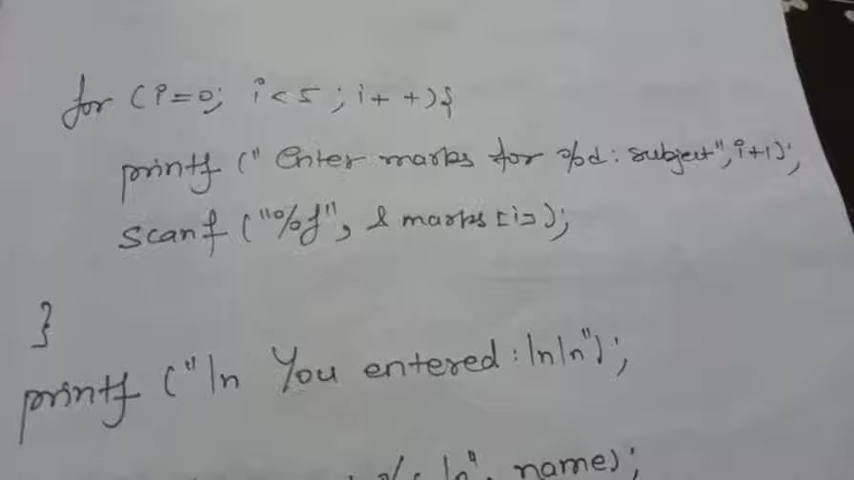 for (i=0; i<5; i++){
printf (" Enter marks for %d: subject", i+1);
scanf ("%f", & marks[i]);
}
printf ("\n You entered: \n\n");
\n", name);